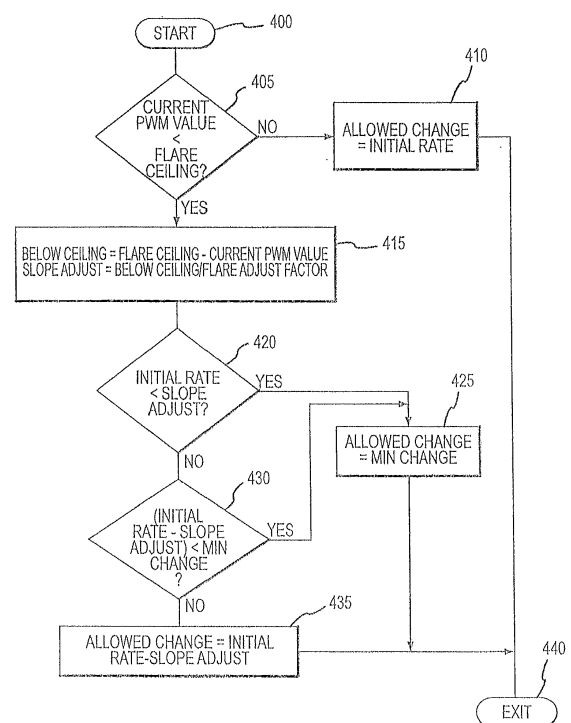 START
400
405
410
CURRENT
PWM VALUE
<
FLARE
CEILING?
NO
ALLOWED CHANGE
= INITIAL RATE
YES
BELOW CEILING = FLARE CEILING - CURRENT PWM VALUE
SLOPE ADJUST = BELOW CEILING/FLARE ADJUST FACTOR
415
420
INITIAL RATE
< SLOPE
ADJUST?
YES
425
ALLOWED CHANGE
= MIN CHANGE
NO
430
(INITIAL
RATE - SLOPE
ADJUST) < MIN
CHANGE
?
YES
NO
435
ALLOWED CHANGE = INITIAL
RATE-SLOPE ADJUST
440
EXIT